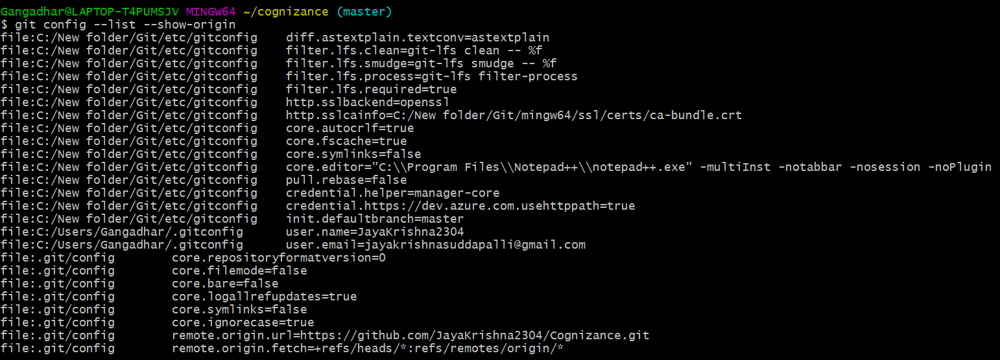 Gangadhar@LAPTOP-T4PUMSJV MINGW64 ~/cognizance (master)
$ git config --list --show-origin
file:C:/New folder/Git/etc/gitconfig    diff.astextplain.textconv=astextplain
file:C:/New folder/Git/etc/gitconfig    filter.lfs.clean=git-lfs clean -- %f
file:C:/New folder/Git/etc/gitconfig    filter.lfs.smudge=git-lfs smudge -- %f
file:C:/New folder/Git/etc/gitconfig    filter.lfs.process=git-lfs filter-process
file:C:/New folder/Git/etc/gitconfig    filter.lfs.required=true
file:C:/New folder/Git/etc/gitconfig    http.sslbackend=openssl
file:C:/New folder/Git/etc/gitconfig    http.sslcainfo=C:/New folder/Git/mingw64/ssl/certs/ca-bundle.crt
file:C:/New folder/Git/etc/gitconfig    core.autocrlf=true
file:C:/New folder/Git/etc/gitconfig    core.fscache=true
file:C:/New folder/Git/etc/gitconfig    core.symlinks=false
file:C:/New folder/Git/etc/gitconfig    core.editor="C:\\Program Files\\Notepad++\\notepad++.exe" -multiInst -notabbar -nosession -noPlugin
file:C:/New folder/Git/etc/gitconfig    pull.rebase=false
file:C:/New folder/Git/etc/gitconfig    credential.helper=manager-core
file:C:/New folder/Git/etc/gitconfig    credential.https://dev.azure.com.usehttppath=true
file:C:/New folder/Git/etc/gitconfig    init.defaultbranch=master
file:C:/Users/Gangadhar/.gitconfig      user.name=JayaKrishna2304
file:C:/Users/Gangadhar/.gitconfig      user.email=jayakrishnasuddapalli@gmail.com
file:.git/config        core.repositoryformatversion=0
file:.git/config        core.filemode=false
file:.git/config        core.bare=false
file:.git/config        core.logallrefupdates=true
file:.git/config        core.symlinks=false
file:.git/config        core.ignorecase=true
file:.git/config        remote.origin.url=https://github.com/JayaKrishna2304/Cognizance.git
file:.git/config        remote.origin.fetch=+refs/heads/*:refs/remotes/origin/*